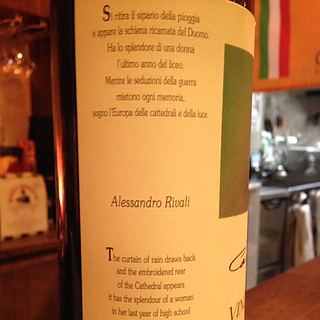 Si ritira il sipario della pioggia
e appare la schiena ricamata del Duomo.
Ha lo splendore di una donna
l'ultimo anno del liceo.
Mentre le seduzioni della guerra
mietono ogni memoria,
sogno l'Europa delle cattedrali e della luce
Alessandro Rivali
The curtain of rain draws back
and the embroidered rear
of the Cathedral appears
it has the splendour of a woman
in her last year of high school